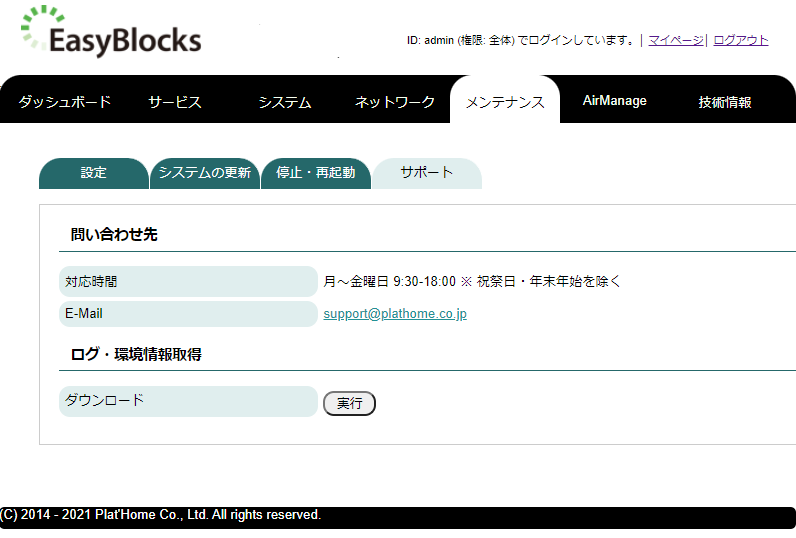 EasyBlocks
ID: admin (権限: 全体) でログインしています。| マイページ| ログアウト
ダッシュボード サービス システム ネットワーク メンテナンス AirManage 技術情報
設定 システムの更新 停止・再起動 サポート
問い合わせ先
対応時間 月～金曜日 9:30-18:00 ※ 祝祭日・年末年始を除く
E-Mail support@plathome.co.jp
ログ・環境情報取得
ダウンロード 実行
(C) 2014 - 2021 Plat'Home Co., Ltd. All rights reserved.